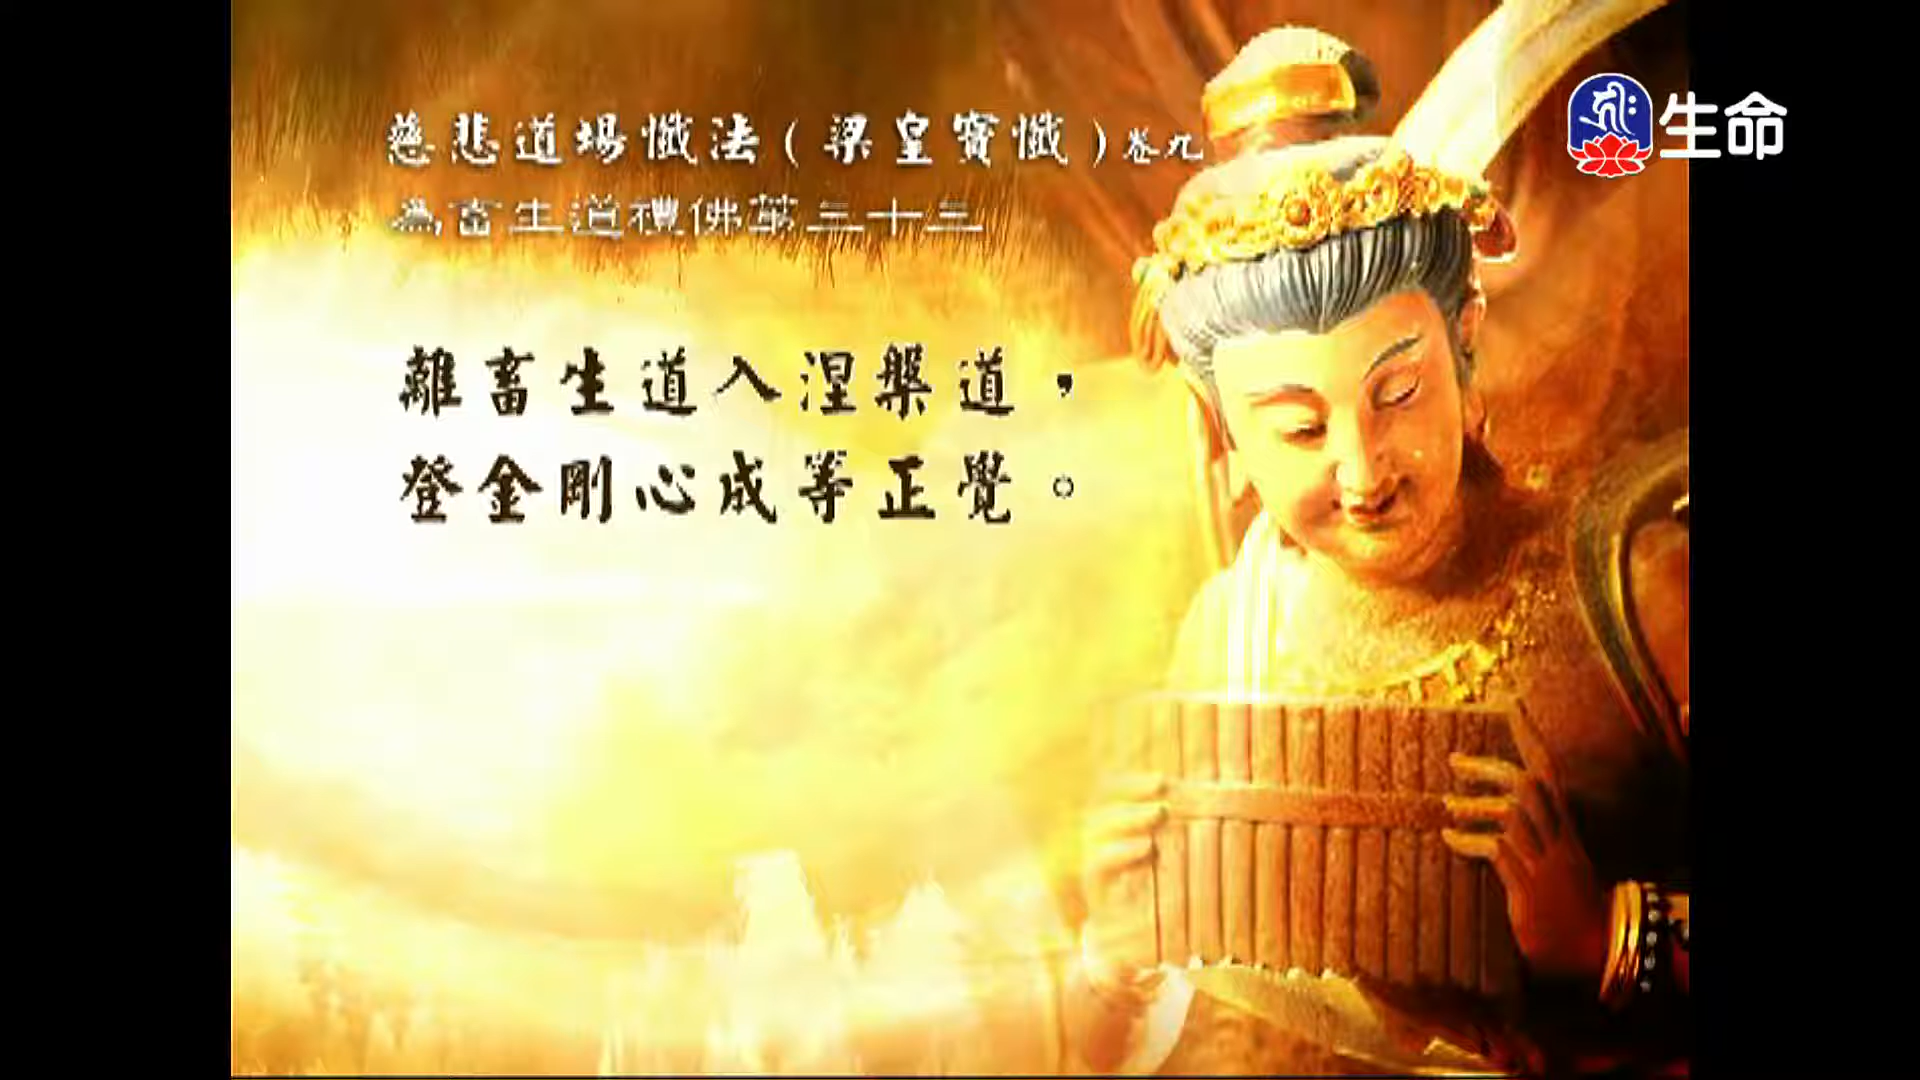 慈悲道場懺法(梁皇寶懺)卷九
為畜生道禮佛第三十三
離畜生道入涅槃道，
登金剛心成等正覺。
生命